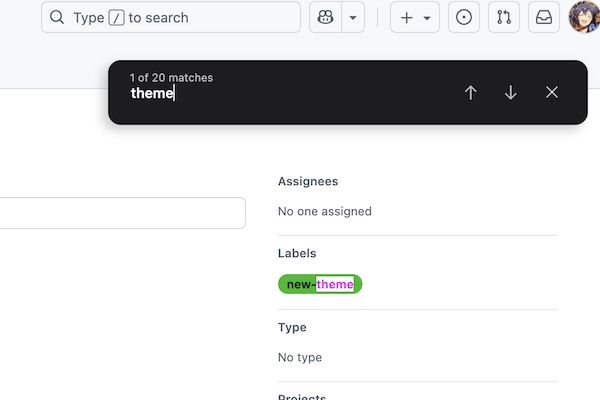 Type / to search
1 of 20 matches
theme
Assignees
No one assigned
Labels
new-theme
Type
No type
Projects